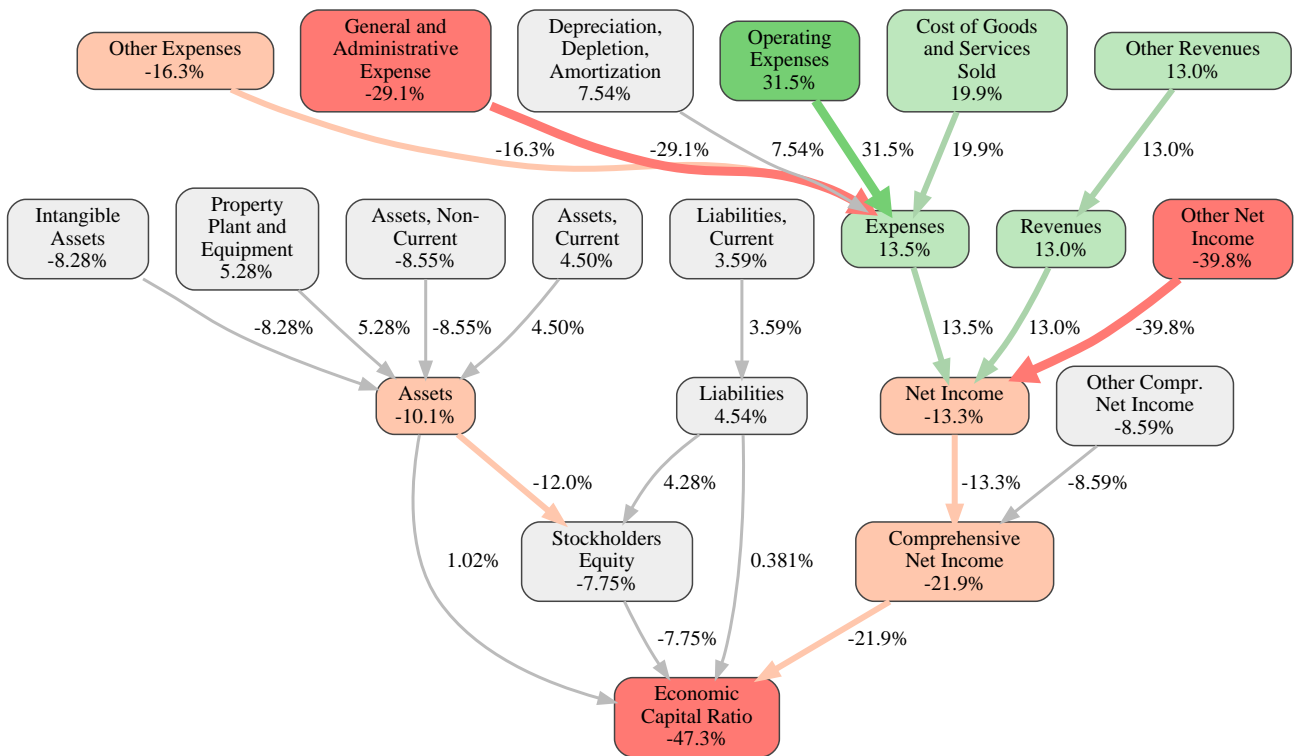 Other Expenses
-16.3%
General and
Administrative
Expense
-29.1%
Depreciation,
Depletion,
Amortization
7.54%
Operating
Expenses
31.5%
Cost of Goods
and Services
Sold
19.9%
Other Revenues
13.0%
-16.3%
-29.1%
7.54%
31.5%
19.9%
13.0%
Intangible
Assets
-8.28%
Property
Plant and
Equipment
5.28%
Assets, Non-
Current
-8.55%
Assets,
Current
4.50%
Liabilities,
Current
3.59%
Expenses
13.5%
Revenues
13.0%
Other Net
Income
-39.8%
-8.28%
5.28%
-8.55%
4.50%
3.59%
13.5%
13.0%
-39.8%
Assets
-10.1%
Liabilities
4.54%
Net Income
-13.3%
Other Compr.
Net Income
-8.59%
-12.0%
4.28%
-13.3%
-8.59%
1.02%
Stockholders
Equity
-7.75%
0.381%
Comprehensive
Net Income
-21.9%
-7.75%
-21.9%
Economic
Capital Ratio
-47.3%